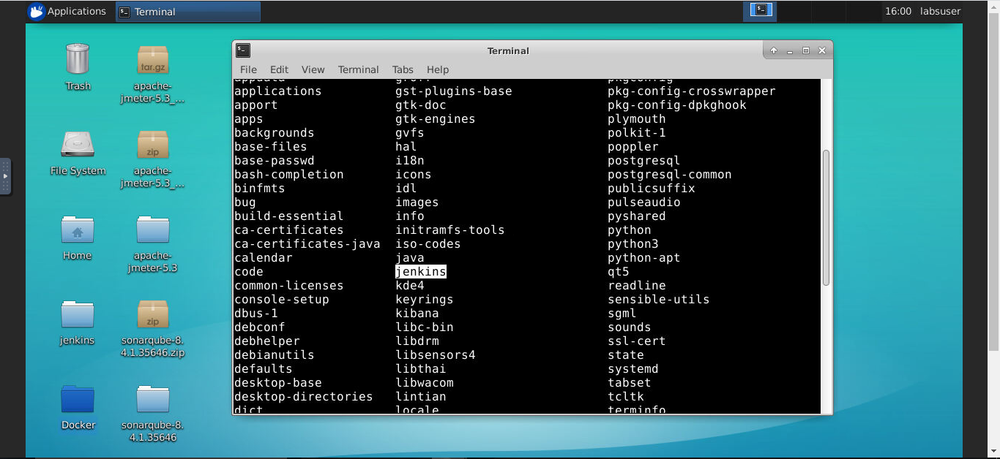 Applications
Terminal
16:00 labsuser
Trash
tar.gz
apache-
jmeter-5.3_...
File System
zip
apache-
jmeter-5.3_...
Home
apache-
jmeter-5.3
jenkins
zip
sonarqube-8.
4.1.35646.zip
Docker
sonarqube-8.
4.1.35646
Terminal
File Edit View Terminal Tabs Help
appdata groff pkgconfig
applications gst-plugins-base pkg-config-crosswrapper
apport gtk-doc pkg-config-dpkghook
apps gtk-engines plymouth
backgrounds gvfs polkit-1
base-files hal poppler
base-passwd i18n postgresql
bash-completion icons postgresql-common
binfmts idl publicsuffix
bug images pulseaudio
build-essential info pyshared
ca-certificates initramfs-tools python
ca-certificates-java iso-codes python3
calendar java python-apt
code jenkins qt5
common-licenses kde4 readline
console-setup keyrings sensible-utils
dbus-1 kibana sgml
debconf libc-bin sounds
debhelper libdrm ssl-cert
debianutils libsensors4 state
defaults libthai systemd
desktop-base libwacom tabset
desktop-directories lintian tcltk
dict locale terminfo